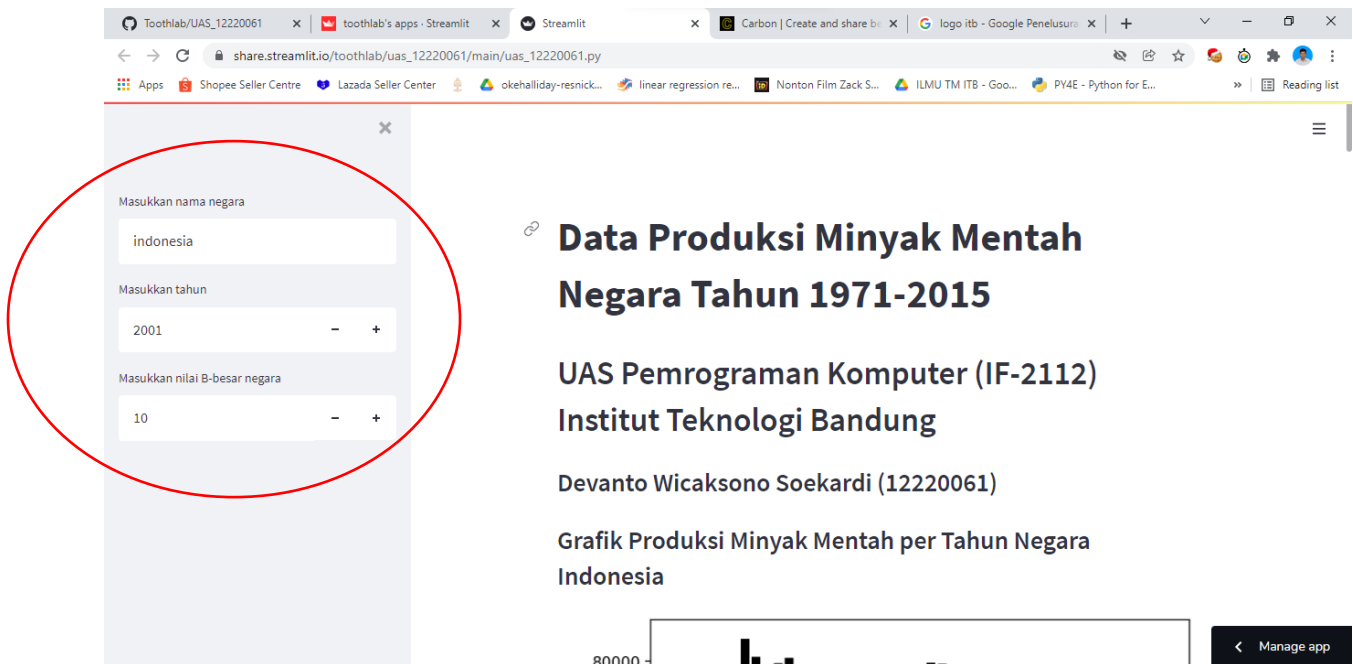 Toothlab/UAS_12220061
toothlab's apps · Streamlit
Streamlit
Carbon | Create and share be
logo itb - Google Penelusura
share.streamlit.io/toothlab/uas_12220061/main/uas_12220061.py
Apps
Shopee Seller Centre
Lazada Seller Center
okehalliday-resnick...
linear regression re...
Nonton Film Zack S...
ILMU TM ITB - Goo...
PY4E - Python for E...
»
Reading list
Masukkan nama negara
indonesia
Masukkan tahun
2001
Masukkan nilai B-besar negara
10
Data Produksi Minyak Mentah
Negara Tahun 1971-2015
UAS Pemrograman Komputer (IF-2112)
Institut Teknologi Bandung
Devanto Wicaksono Soekardi (12220061)
Grafik Produksi Minyak Mentah per Tahun Negara
Indonesia
80000
Manage app